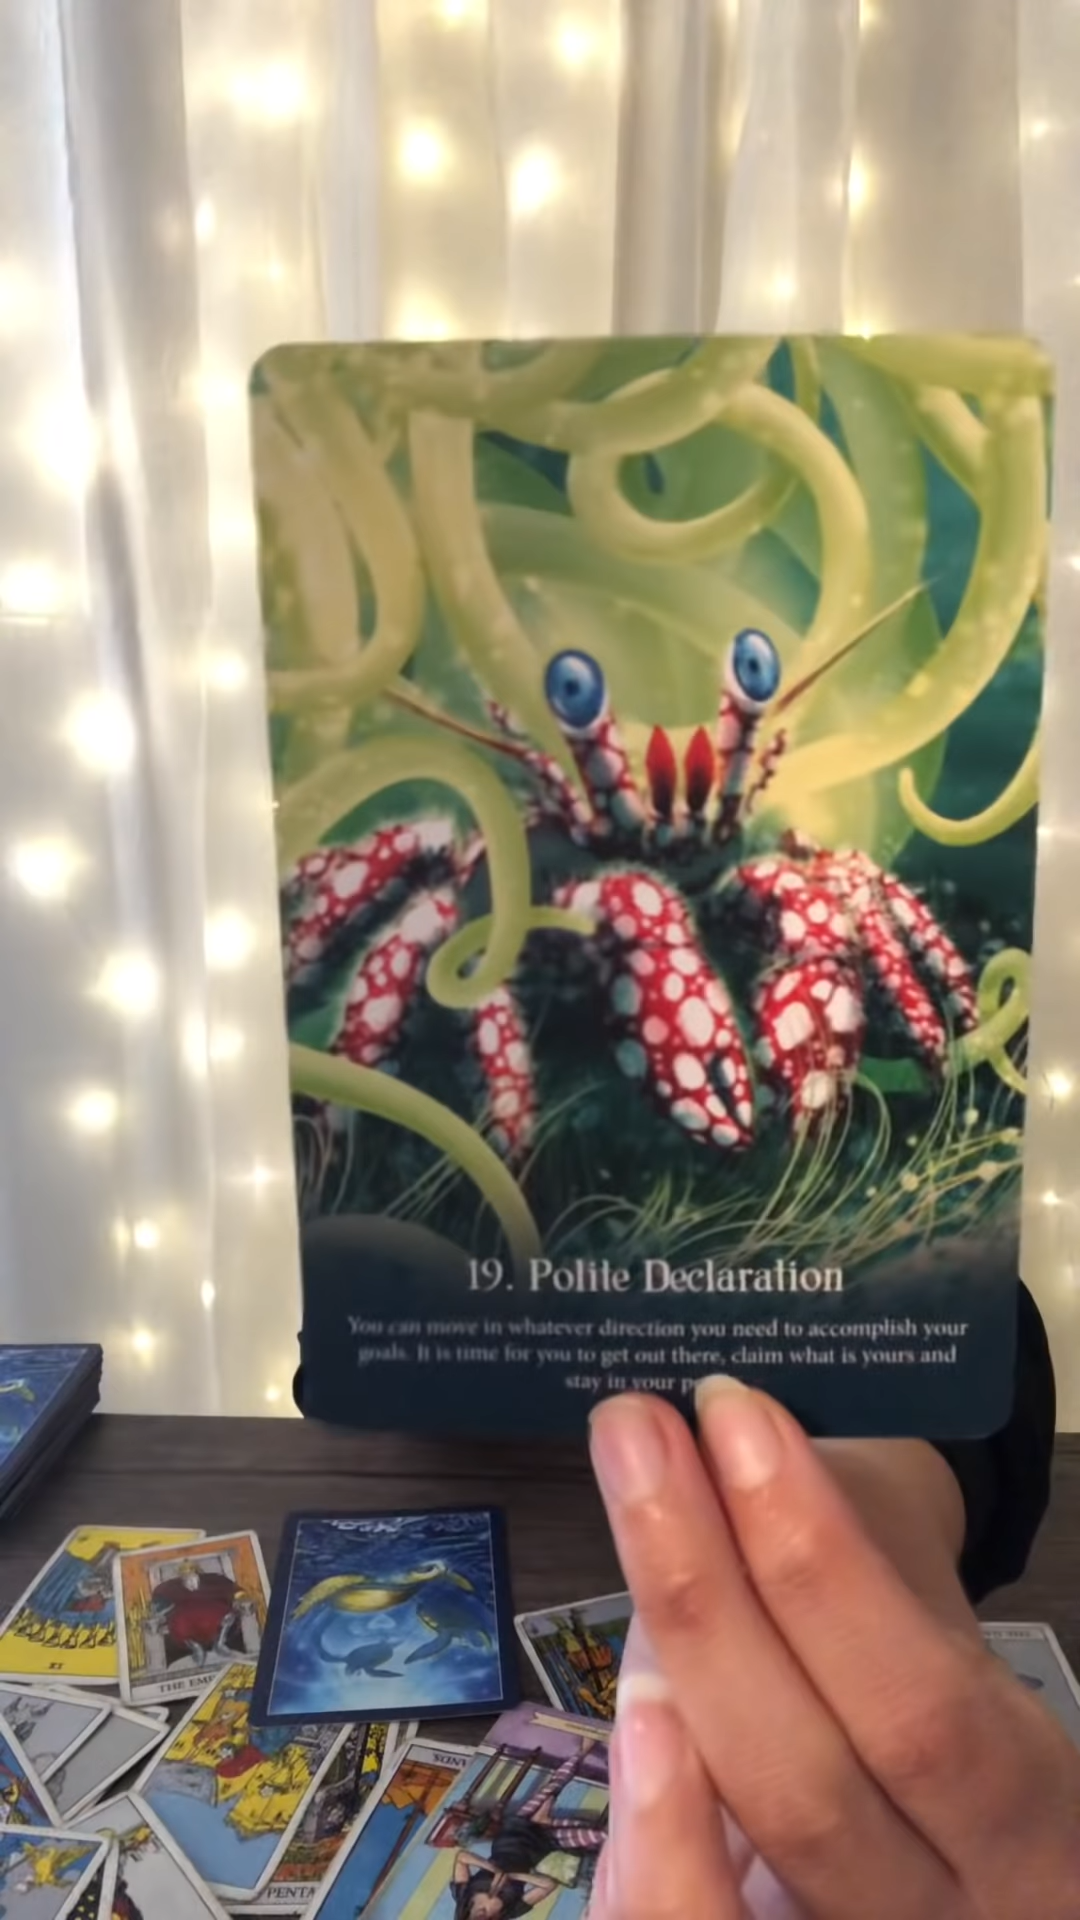 19. Polite Declaration
You can move in whatever direction you need to accomplish your
goals. It is time for you to get out there, claim what is yours and
stay in your
THE EMP
IX
PENTA